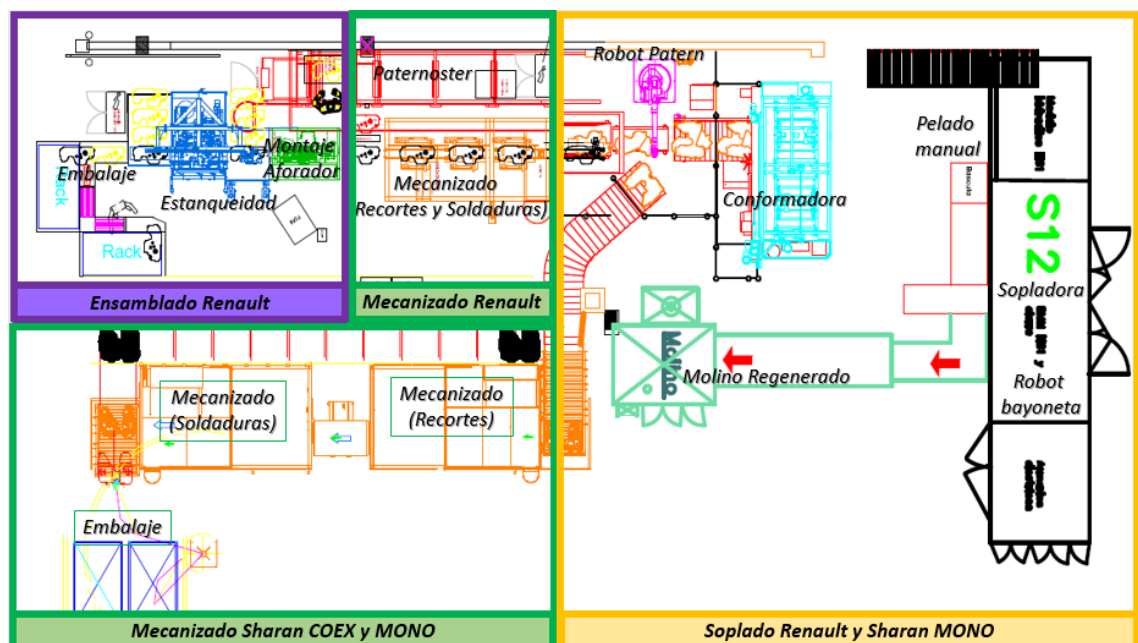 Paternoster
Robot Patern
Montaje
Aforador
Embalaje
Rack
Estanqueidad
Rack
Mecanizado
Recortes y Soldaduras)
Ensamblado Renault
Mecanizado Renault
Pelado
manual
Bascula
Conformadora
S12
Sopladora
Robot
bayoneta
Molino
Molino Regenerado
Mecanizado
(Soldaduras)
Mecanizado
(Recortes)
Embalaje
Mecanizado Sharan COEX y MONO
Soplado Renault y Sharan MONO